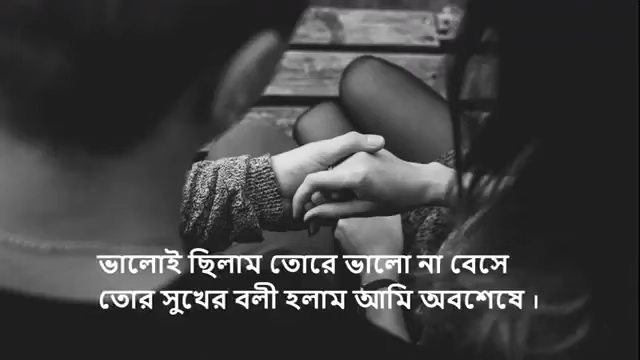 ভালোই ছিলাম তোরে ভালো না বেসে
তোর সুখের বলী হলাম আমি অবশেষে ।